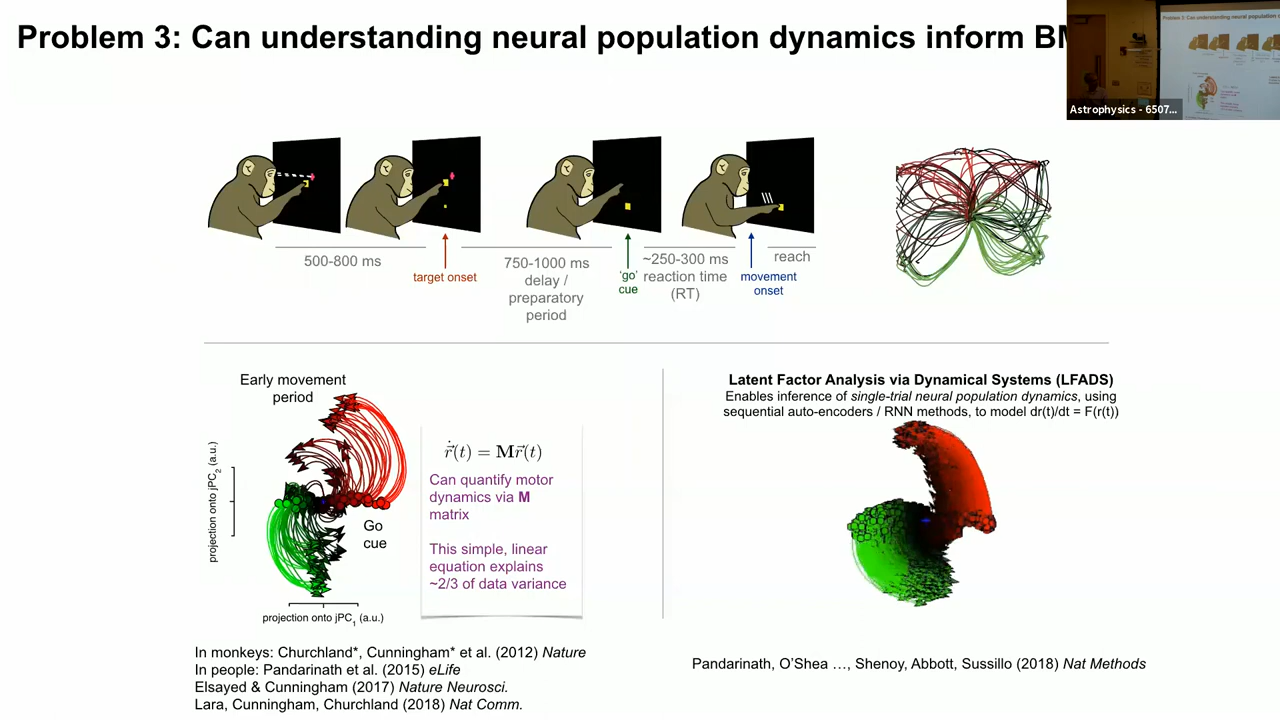 Problem 3: Can understanding neural population dynamics inform
Astrophysics - 6507...
500-800 ms
target onset
750-1000 ms
delay /
preparatory
period
'go'
cue
~250-300 ms
reaction time
(RT)
movement
onset
reach
Early movement
period
projection onto jPC2 (a.u.)
Go
cue
projection onto jPC1 (a.u.)
ṙ⃗(t) = Mr⃗(t)
Can quantify motor
dynamics via M
matrix
This simple, linear
equation explains
~2/3 of data variance
In monkeys: Churchland*, Cunningham* et al. (2012) Nature
In people: Pandarinath et al. (2015) eLife
Elsayed & Cunningham (2017) Nature Neurosci.
Lara, Cunningham, Churchland (2018) Nat Comm.
Latent Factor Analysis via Dynamical Systems (LFADS)
Enables inference of single-trial neural population dynamics, using
sequential auto-encoders / RNN methods, to model dr(t)/dt = F(r(t))
Pandarinath, O'Shea …, Shenoy, Abbott, Sussillo (2018) Nat Methods